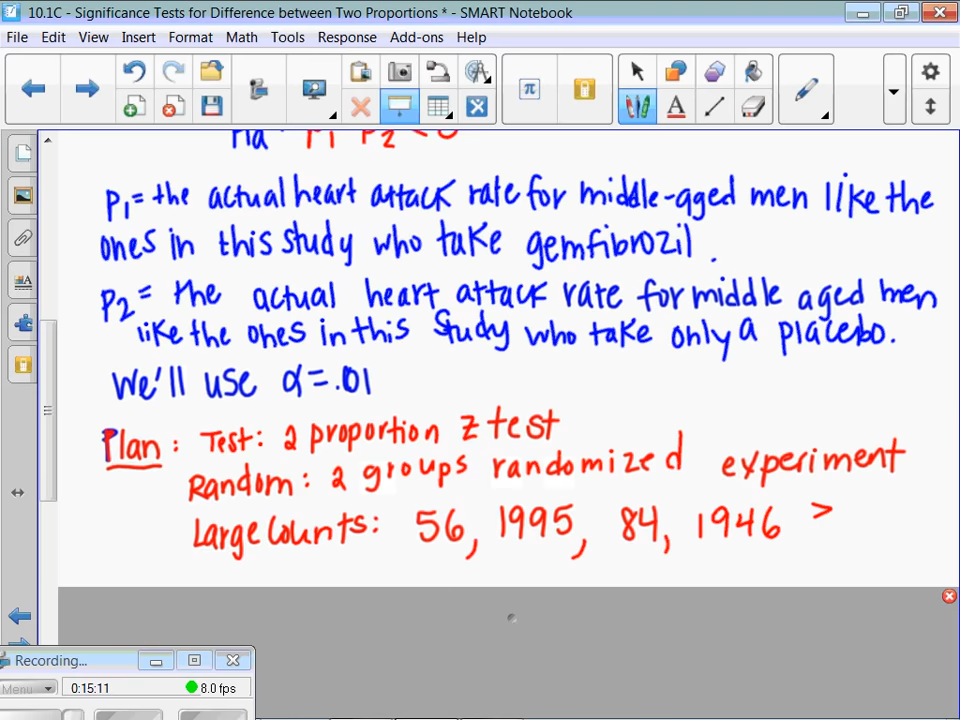 10.1C - Significance Tests for Difference between Two Proportions * - SMART Notebook
File Edit View Insert Format Math Tools Response Add-ons Help
Ha: P1 P2 < 0
P1 = the actual heart attack rate for middle-aged men like the
ones in this study who take gemfibrozil.
P2 = the actual heart attack rate for middle aged men
like the ones in this study who take only a placebo.
We'll use α = .01
Plan: Test: 2 proportion z test
Random: 2 groups randomized experiment
Large Counts: 56, 1995, 84, 1946 >
Recording...
Menu 0:15:11 8.0 fps